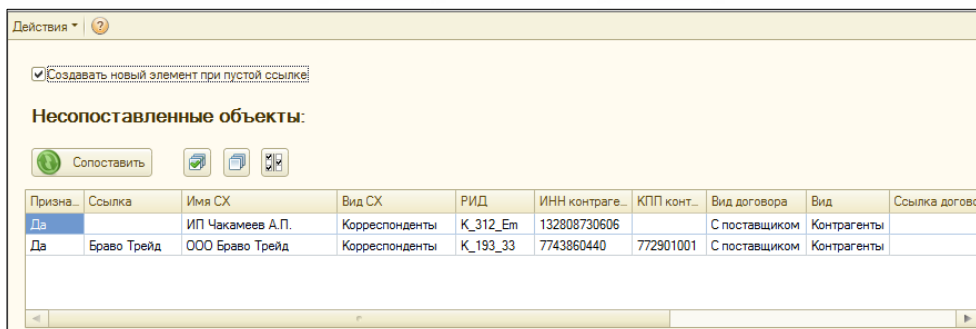 Действия
Создавать новый элемент при пустой ссылке
Несопоставленные объекты:
Сопоставить
Призна... Ссылка Имя СХ Вид СХ РИД ИНН контраге... КПП конт... Вид договора Вид Ссылка догово
Да ИП Чакамеев А.П. Корреспонденты K_312_Em 132808730606 С поставщиком Контрагенты
Да Браво Трейд ООО Браво Трейд Корреспонденты K_193_33 7743860440 772901001 С поставщиком Контрагенты